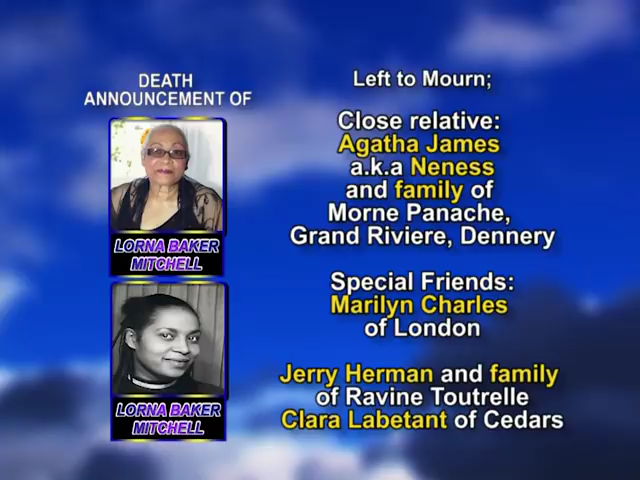 DEATH
ANNOUNCEMENT OF
LORNA BAKER
MITCHELL
LORNA BAKER
MITCHELL
Left to Mourn;
Close relative:
Agatha James
a.k.a Neness
and family of
Morne Panache,
Grand Riviere, Dennery
Special Friends:
Marilyn Charles
of London
Jerry Herman and family
of Ravine Toutrelle
Clara Labetant of Cedars